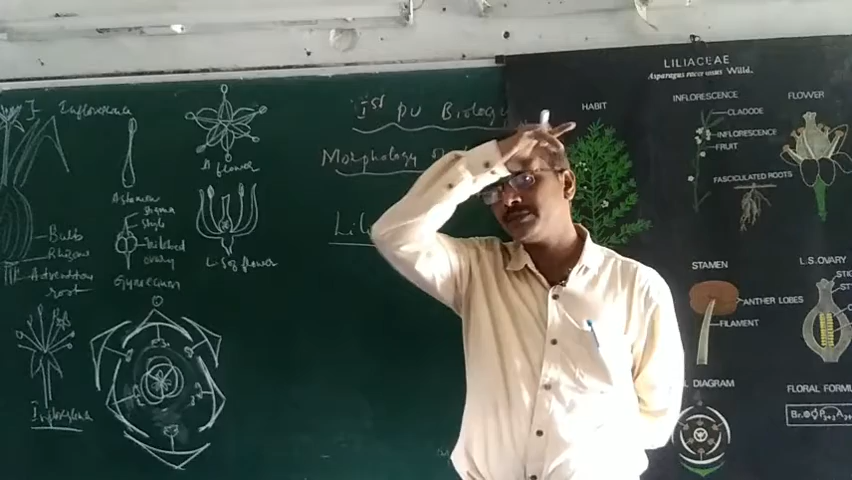 I
Inflorescence
A flower
Androecium
stigma
style
Trilobed
ovary
Gynoecium
L.S of flower
Bulb
Rhizome
Adventitious
root
Inflorescence
Ist PU Biology
Morphology
LILIACEAE
Asparagus racemosus Willd.
HABIT
INFLORESCENCE
CLADODE
INFLORESCENCE
FRUIT
FASCICULATED ROOTS
FLOWER
STAMEN
ANTHER LOBES
FILAMENT
L.S. OVARY
DIAGRAM
FLORAL